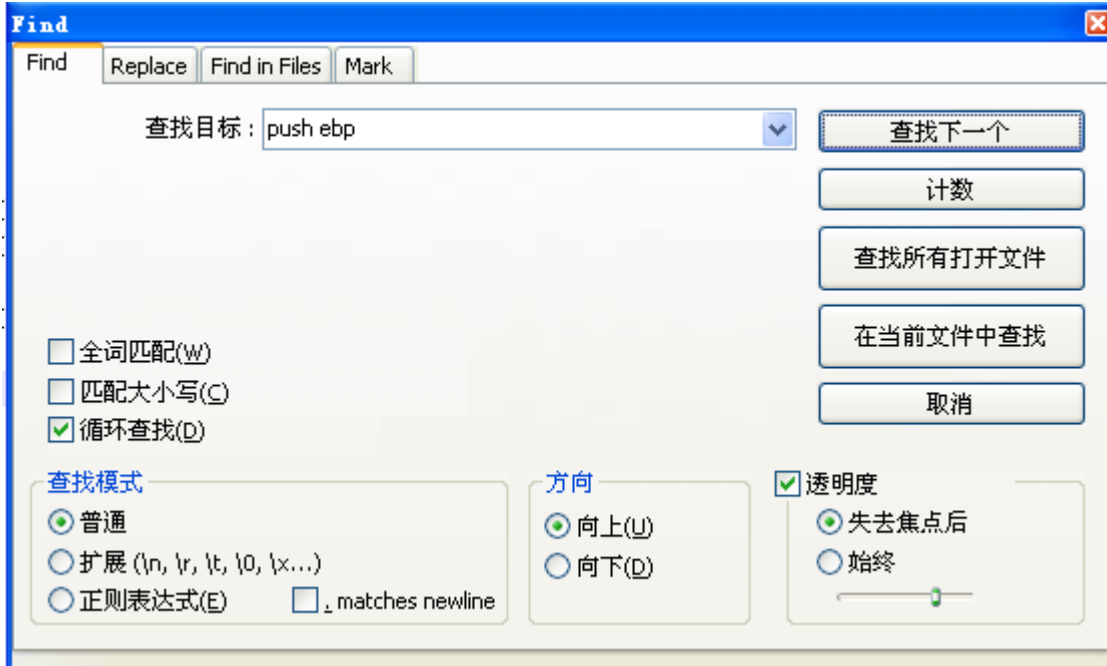 Find
Find Replace Find in Files Mark
查找目标 : push ebp
查找下一个
计数
查找所有打开文件
在当前文件中查找
取消
全词匹配(W)
匹配大小写(C)
循环查找(D)
查找模式
普通
扩展 (\n, \r, \t, \0, \x...)
正则表达式(E) . matches newline
方向
向上(U)
向下(D)
透明度
失去焦点后
始终